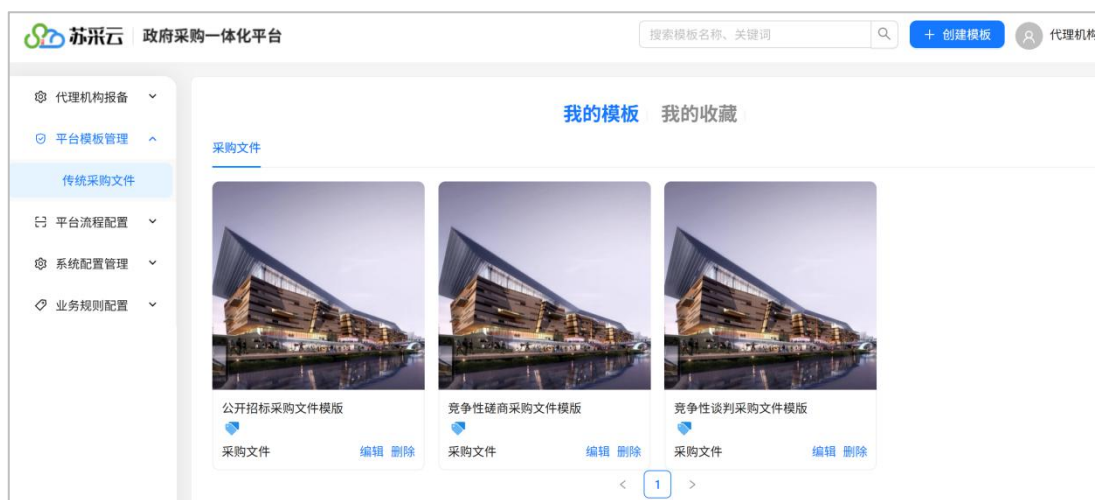 苏采云 政府采购一体化平台 搜索模板名称、关键词 + 创建模板 代理机构
代理机构报备
平台模板管理
传统采购文件
平台流程配置
系统配置管理
业务规则配置
我的模板 我的收藏
采购文件
公开招标采购文件模版 竞争性磋商采购文件模版 竞争性谈判采购文件模版
采购文件 编辑 删除 采购文件 编辑 删除 采购文件 编辑 删除
< 1 >